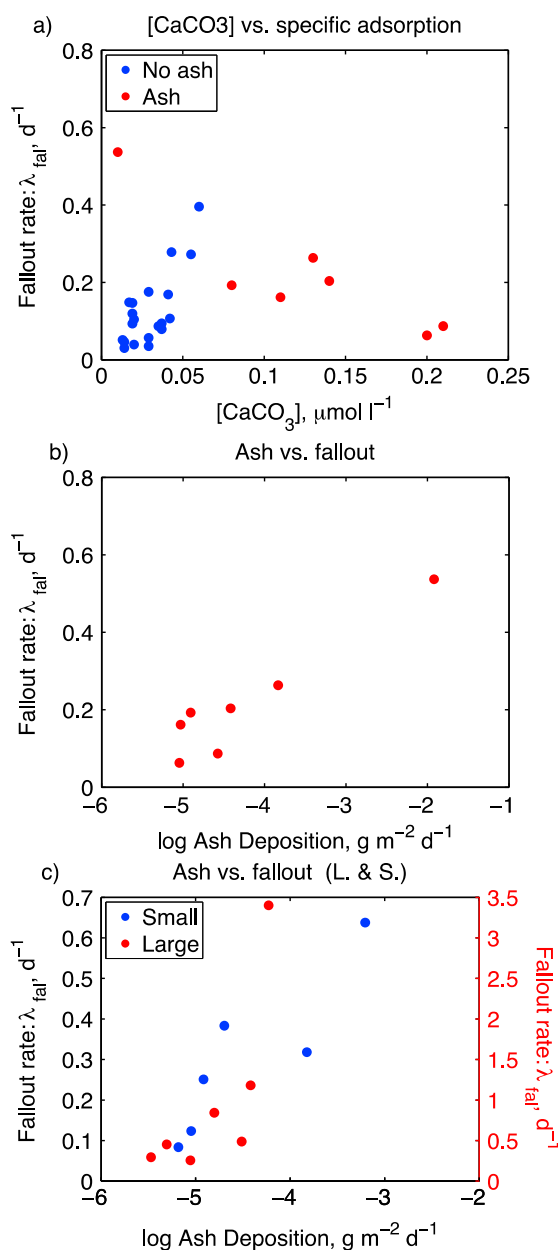 a) [CaCO3] vs. specific adsorption
0.8
No ash
Ash
0.6
0.4
0.2
0
Fallout rate: λ fal, d⁻¹
0 0.05 0.1 0.15 0.2 0.25
[CaCO₃], μmol l⁻¹
b) Ash vs. fallout
0.8
0.6
0.4
0.2
0
Fallout rate: λ fal, d⁻¹
−6 −5 −4 −3 −2 −1
log Ash Deposition, g m⁻² d⁻¹
c) Ash vs. fallout (L. & S.)
0.7 3.5
Small
Large
0.6 3
0.5 2.5
0.4 2
0.3 1.5
0.2 1
0.1 0.5
0 0
Fallout rate: λ fal, d⁻¹
Fallout rate: λ fal, d⁻¹
−6 −5 −4 −3 −2
log Ash Deposition, g m⁻² d⁻¹